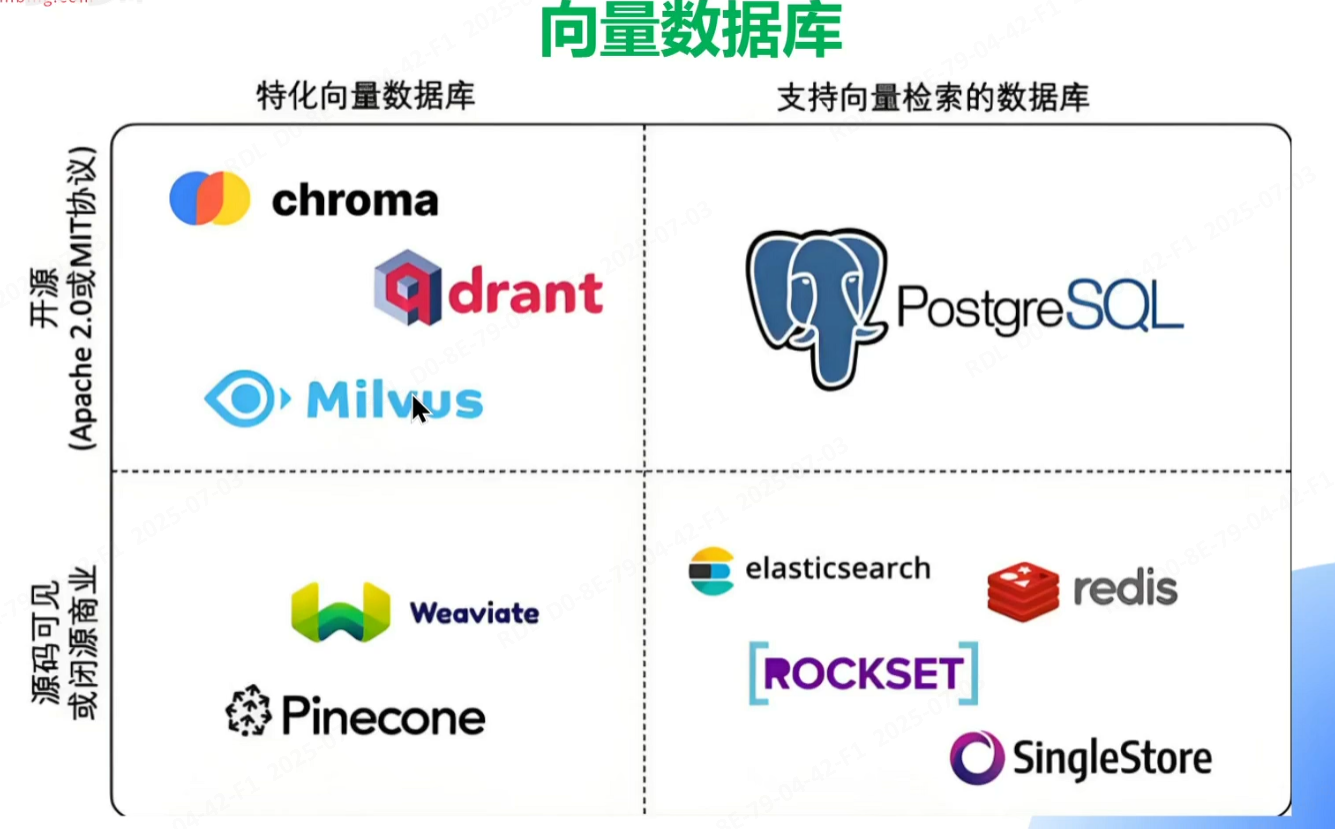 向量数据库
特化向量数据库
支持向量检索的数据库
开源
(Apache 2.0或MIT协议)
chroma
qdrant
Milvus
PostgreSQL
源码可见
或闭源商业
Weaviate
Pinecone
elasticsearch
redis
[ROCKSET]
SingleStore